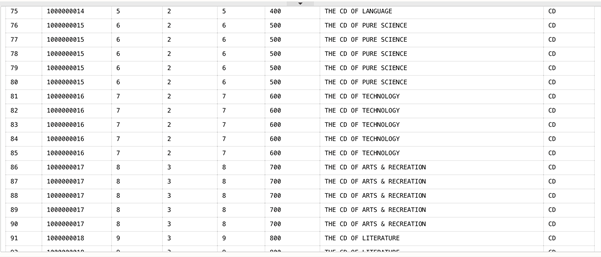 75 1000000014 5 2 5 400 THE CD OF LANGUAGE CD
76 1000000015 6 2 6 500 THE CD OF PURE SCIENCE CD
77 1000000015 6 2 6 500 THE CD OF PURE SCIENCE CD
78 1000000015 6 2 6 500 THE CD OF PURE SCIENCE CD
79 1000000015 6 2 6 500 THE CD OF PURE SCIENCE CD
80 1000000015 6 2 6 500 THE CD OF PURE SCIENCE CD
81 1000000016 7 2 7 600 THE CD OF TECHNOLOGY CD
82 1000000016 7 2 7 600 THE CD OF TECHNOLOGY CD
83 1000000016 7 2 7 600 THE CD OF TECHNOLOGY CD
84 1000000016 7 2 7 600 THE CD OF TECHNOLOGY CD
85 1000000016 7 2 7 600 THE CD OF TECHNOLOGY CD
86 1000000017 8 3 8 700 THE CD OF ARTS & RECREATION CD
87 1000000017 8 3 8 700 THE CD OF ARTS & RECREATION CD
88 1000000017 8 3 8 700 THE CD OF ARTS & RECREATION CD
89 1000000017 8 3 8 700 THE CD OF ARTS & RECREATION CD
90 1000000017 8 3 8 700 THE CD OF ARTS & RECREATION CD
91 1000000018 9 3 9 800 THE CD OF LITERATURE CD